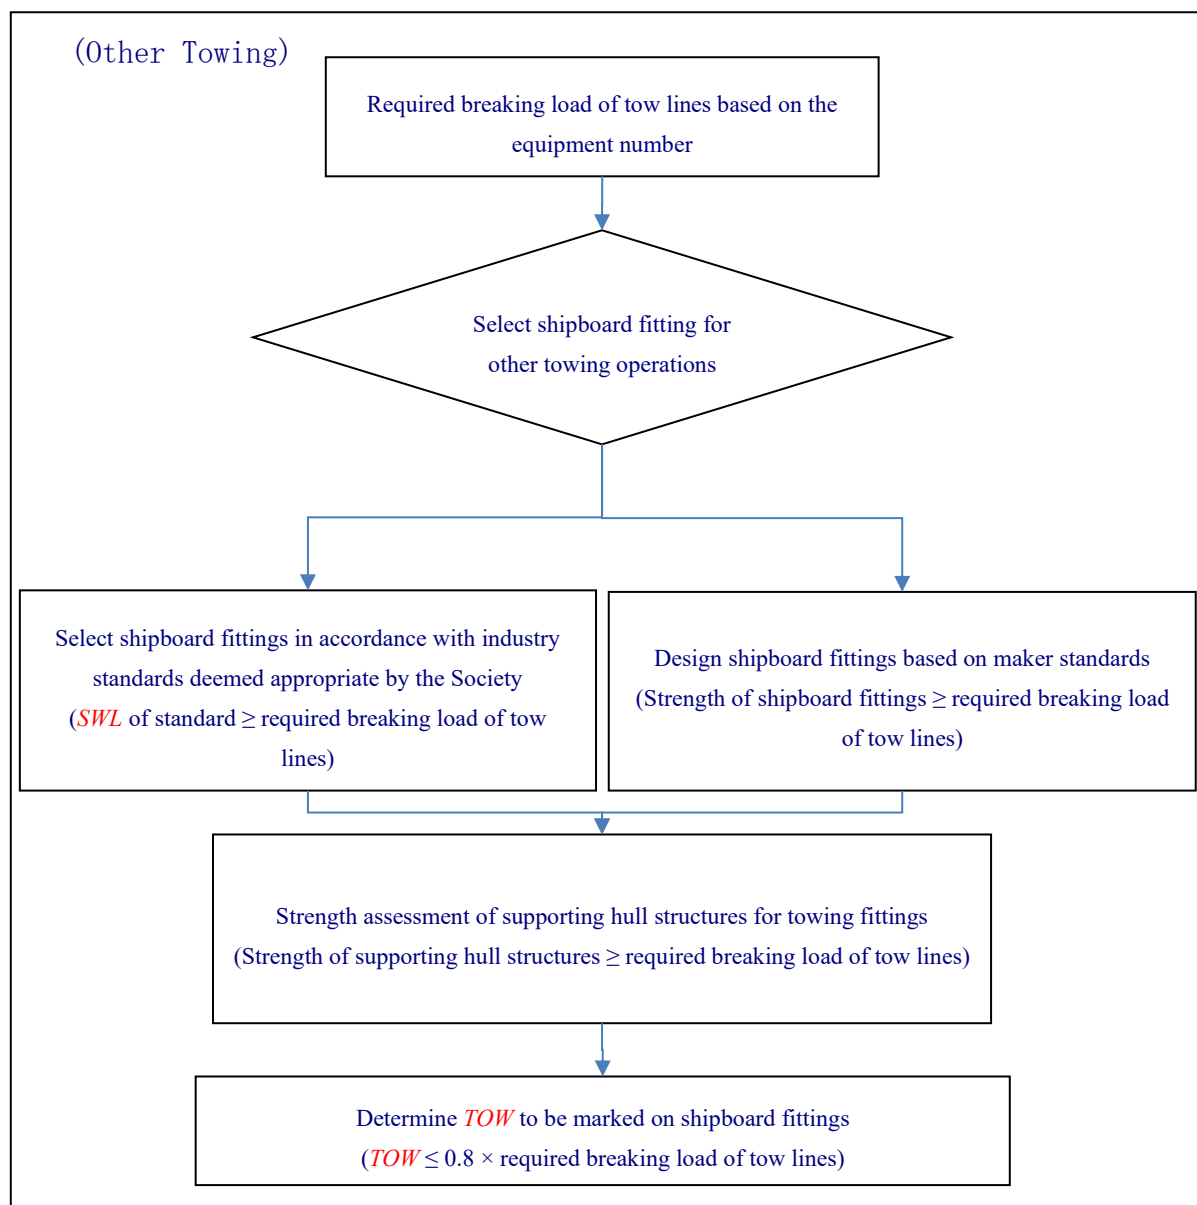 (Other Towing)
Required breaking load of tow lines based on the
equipment number
Select shipboard fitting for
other towing operations
Select shipboard fittings in accordance with industry
standards deemed appropriate by the Society
(SWL of standard ≥ required breaking load of tow
lines)
Design shipboard fittings based on maker standards
(Strength of shipboard fittings ≥ required breaking load
of tow lines)
Strength assessment of supporting hull structures for towing fittings
(Strength of supporting hull structures ≥ required breaking load of tow lines)
Determine TOW to be marked on shipboard fittings
(TOW ≤ 0.8 × required breaking load of tow lines)